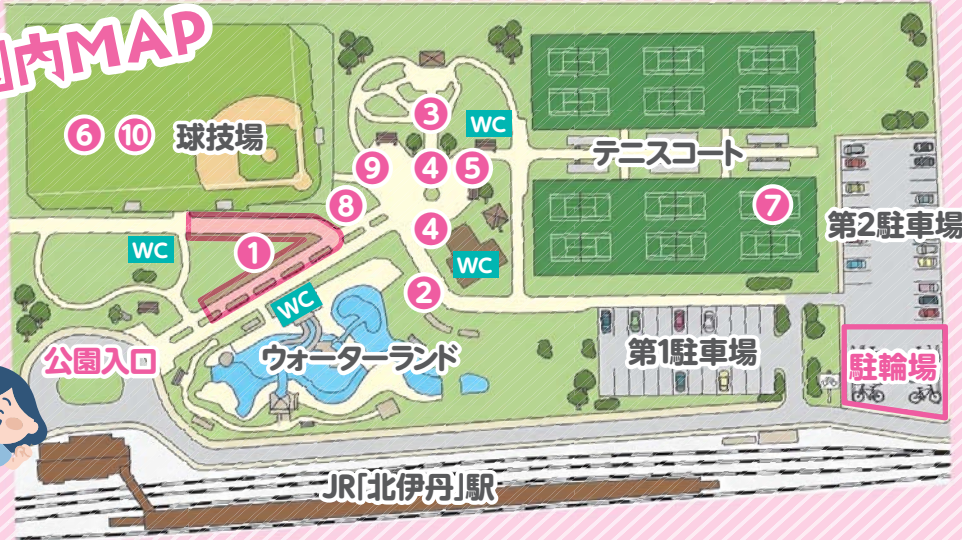 内MAP
⑥ ⑩ 球技場
③
WC
⑨ ④ ⑤
テニスコート
⑧
⑦
④
第2駐車場
WC
①
WC
②
WC
公園入口
ウォーターランド
第1駐車場
駐輪場
JR「北伊丹」駅